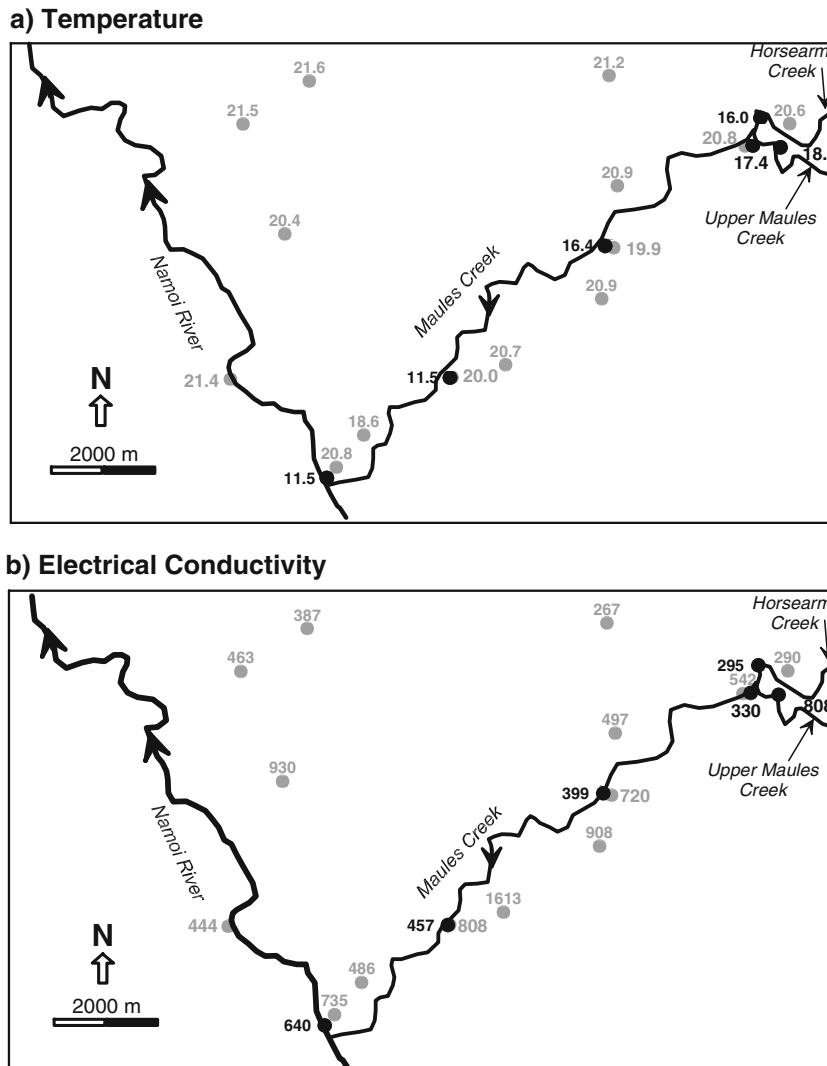 a) Temperature
Horsearm
Creek
21.6
21.2
21.5
16.0
20.6
20.8
18.
17.4
20.9
Upper Maules
Creek
20.4
16.4
19.9
Maules Creek
Namoi River
20.9
20.7
21.4
11.5
20.0
N
18.6
2000 m
20.8
11.5
b) Electrical Conductivity
Horsearm
Creek
387
267
463
295
290
542
330
808
497
Upper Maules
Creek
930
399
720
Maules Creek
Namoi River
908
1613
444
457
808
N
486
2000 m
735
640